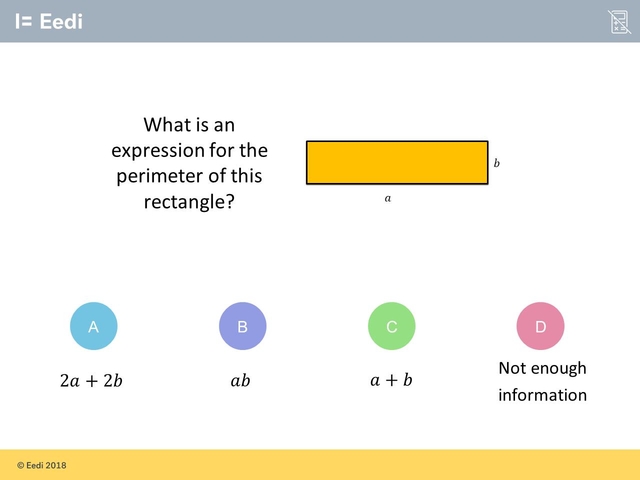 I= Eedi
What is an
expression for the
perimeter of this
rectangle?
b
a
A
B
C
D
2a + 2b
ab
a + b
Not enough
information
© Eedi 2018